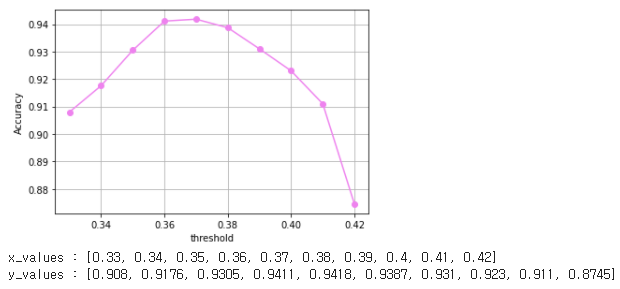 0.94
0.93
0.92
0.91
0.90
0.89
0.88
Accuracy
0.34 0.36 0.38 0.40 0.42
threshold
x_values : [0.33, 0.34, 0.35, 0.36, 0.37, 0.38, 0.39, 0.4, 0.41, 0.42]
y_values : [0.908, 0.9176, 0.9305, 0.9411, 0.9418, 0.9387, 0.931, 0.923, 0.911, 0.8745]